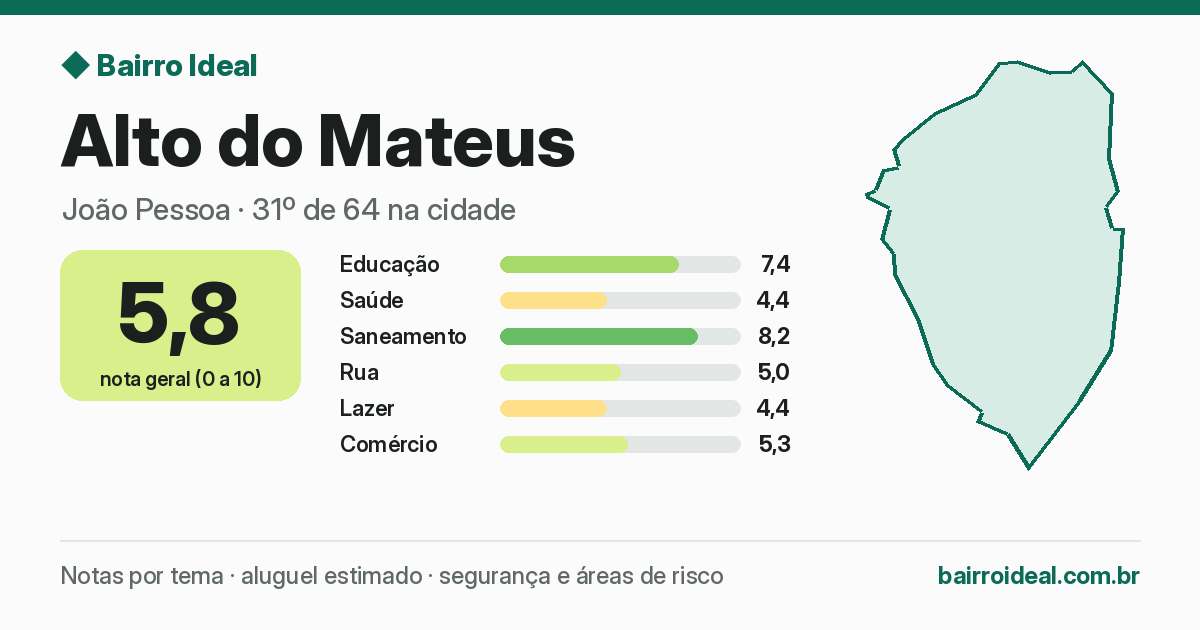 Bairro Ideal
Alto do Mateus
João Pessoa · 31º de 64 na cidade
5,8
nota geral (0 a 10)
Educação 7,4
Saúde 4,4
Saneamento 8,2
Rua 5,0
Lazer 4,4
Comércio 5,3
Notas por tema · aluguel estimado · segurança e áreas de risco
bairroideal.com.br